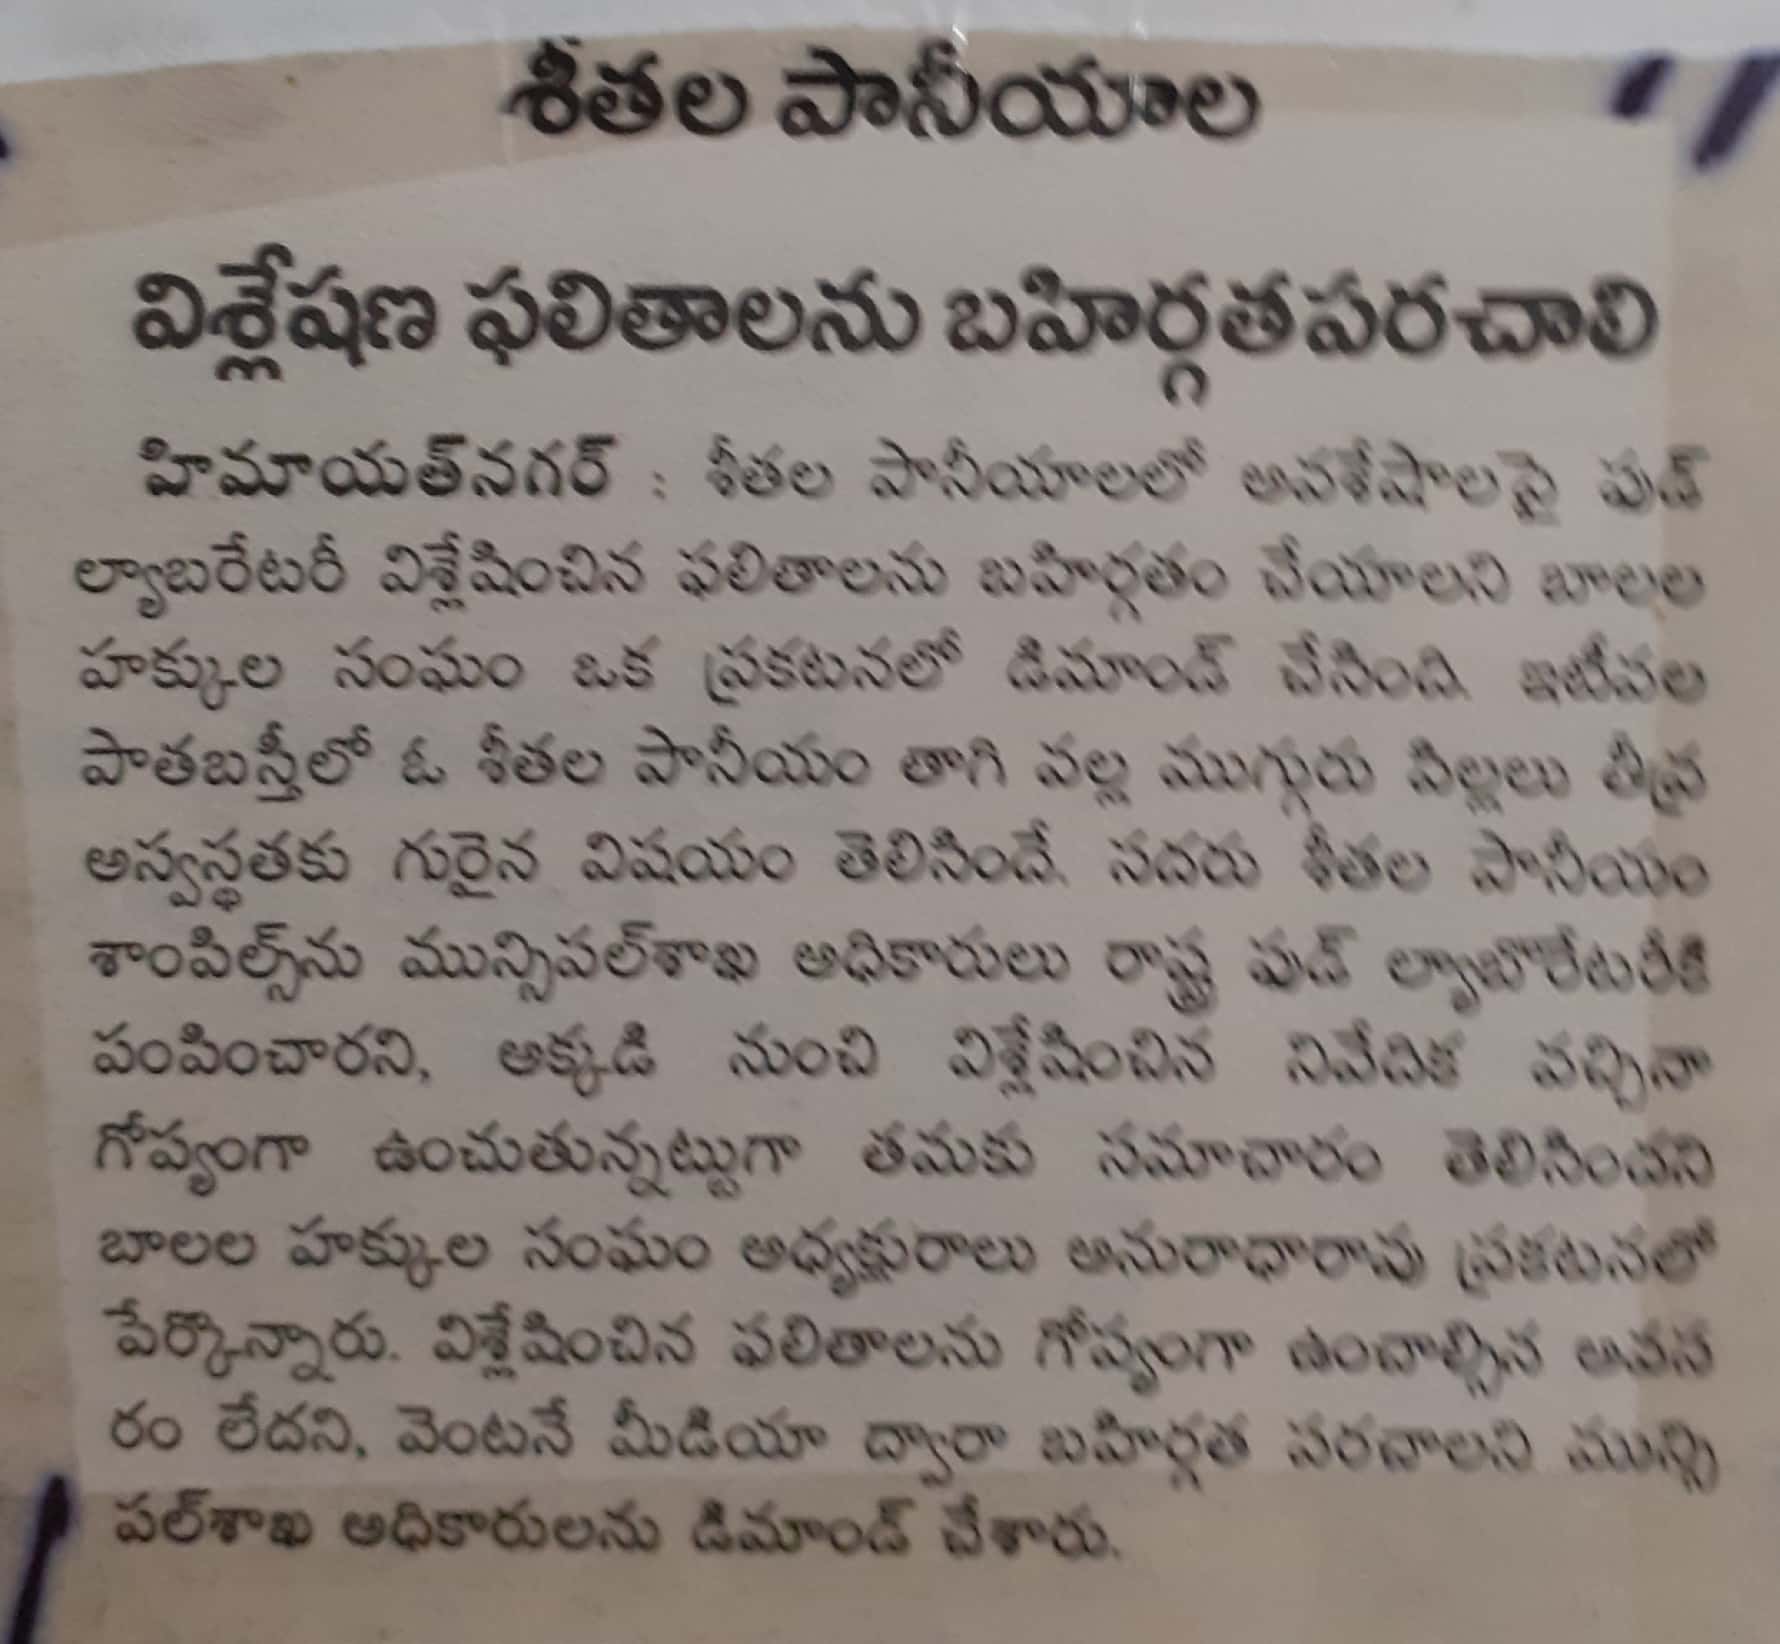 శీతల పానీయాల
విశ్లేషణ ఫలితాలను బహిర్గతపరచాలి
హిమాయత్‌నగర్ : శీతల పానీయాలలో అవశేషాలపై ఫుడ్
ల్యాబరేటరీ విశ్లేషించిన ఫలితాలను బహిర్గతం చేయాలని బాలల
హక్కుల సంఘం ఒక ప్రకటనలో డిమాండ్ చేసింది. ఇటీవల
పాతబస్తీలో ఓ శీతల పానీయం తాగి వల్ల ముగ్గురు పిల్లలు తీవ్ర
అస్వస్థతకు గురైన విషయం తెలిసిందే. సదరు శీతల పానీయం
శాంపిల్స్‌ను మున్సిపల్‌శాఖ అధికారులు రాష్ట్ర ఫుడ్ ల్యాబొరేటరీకి
పంపించారని, అక్కడి నుంచి విశ్లేషించిన నివేదిక వచ్చినా
గోప్యంగా ఉంచుతున్నట్టుగా తమకు సమాచారం తెలిసిందని
బాలల హక్కుల సంఘం అధ్యక్షురాలు అనురాధారావు ప్రకటనలో
పేర్కొన్నారు. విశ్లేషించిన ఫలితాలను గోప్యంగా ఉంచాల్సిన అవస
రం లేదని, వెంటనే మీడియా ద్వారా బహిర్గత పరచాలని మున్సి
పల్‌శాఖ అధికారులను డిమాండ్ చేశారు.